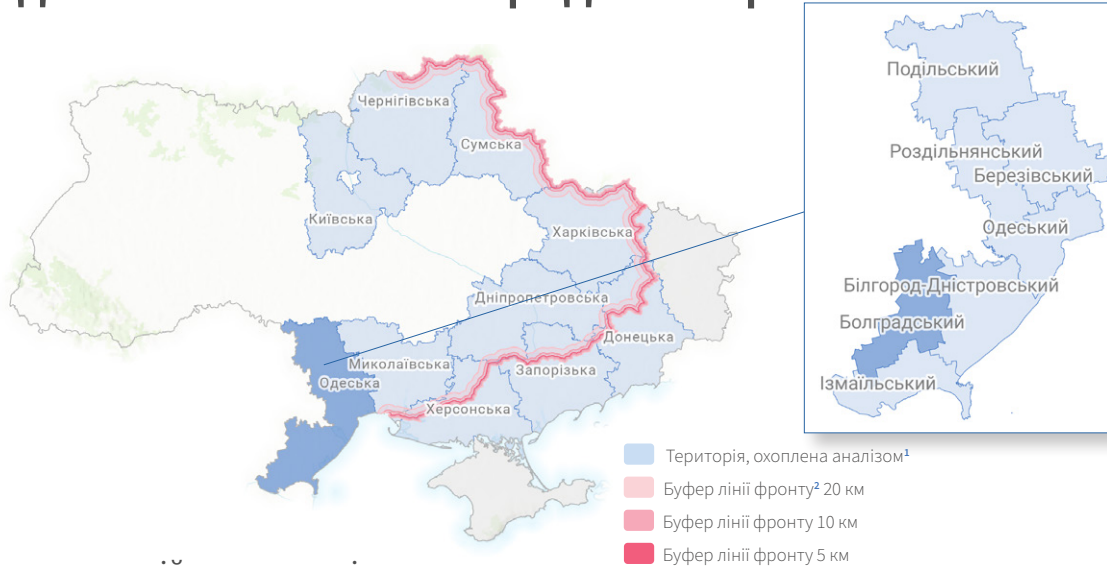 Чернігівська
Сумська
Київська
Харківська
Дніпропетровська
Донецька
Миколаївська
Запорізька
Одеська
Херсонська
Подільський
Роздільнянський
Березівський
Одеський
Білгород-Дністровський
Болградський
Ізмаїльський
Територія, охоплена аналізом¹
Буфер лінії фронту² 20 км
Буфер лінії фронту 10 км
Буфер лінії фронту 5 км